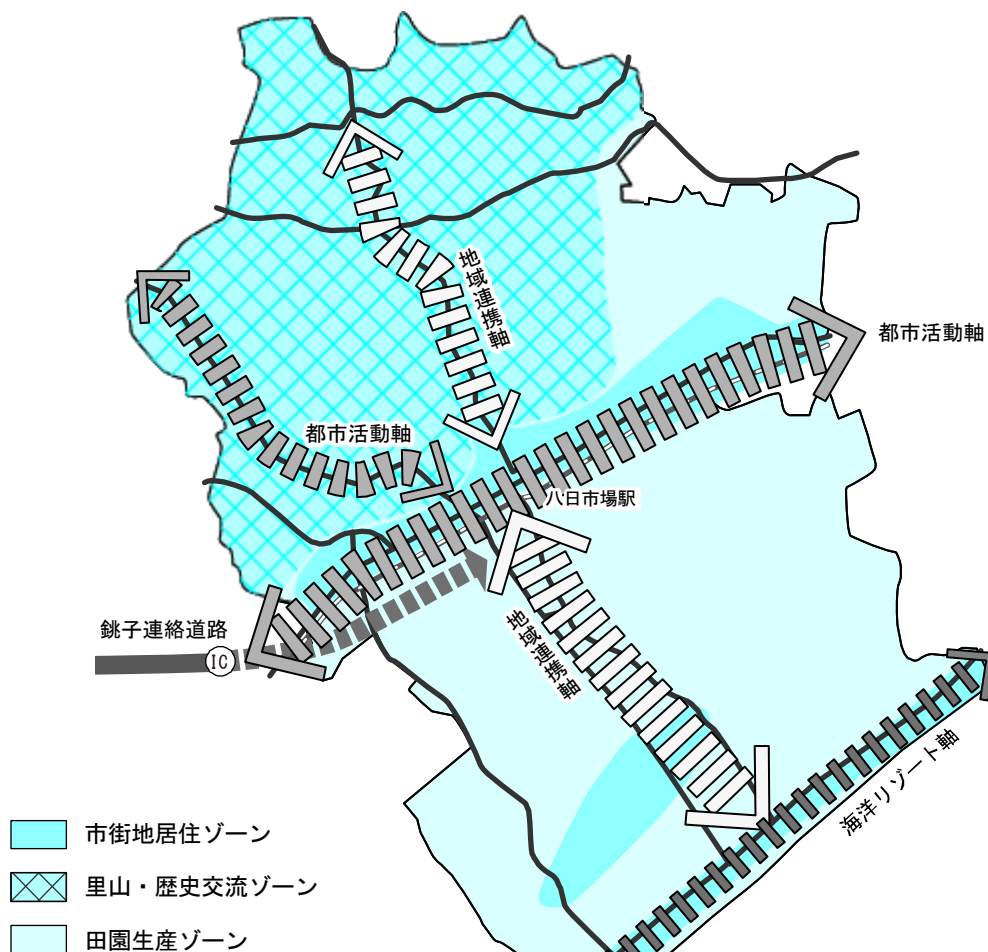 地域連携軸
都市活動軸
都市活動軸
八日市場駅
銚子連絡道路
IC
地域連携軸
海洋リゾート軸
市街地居住ゾーン
里山・歴史交流ゾーン
田園生産ゾーン